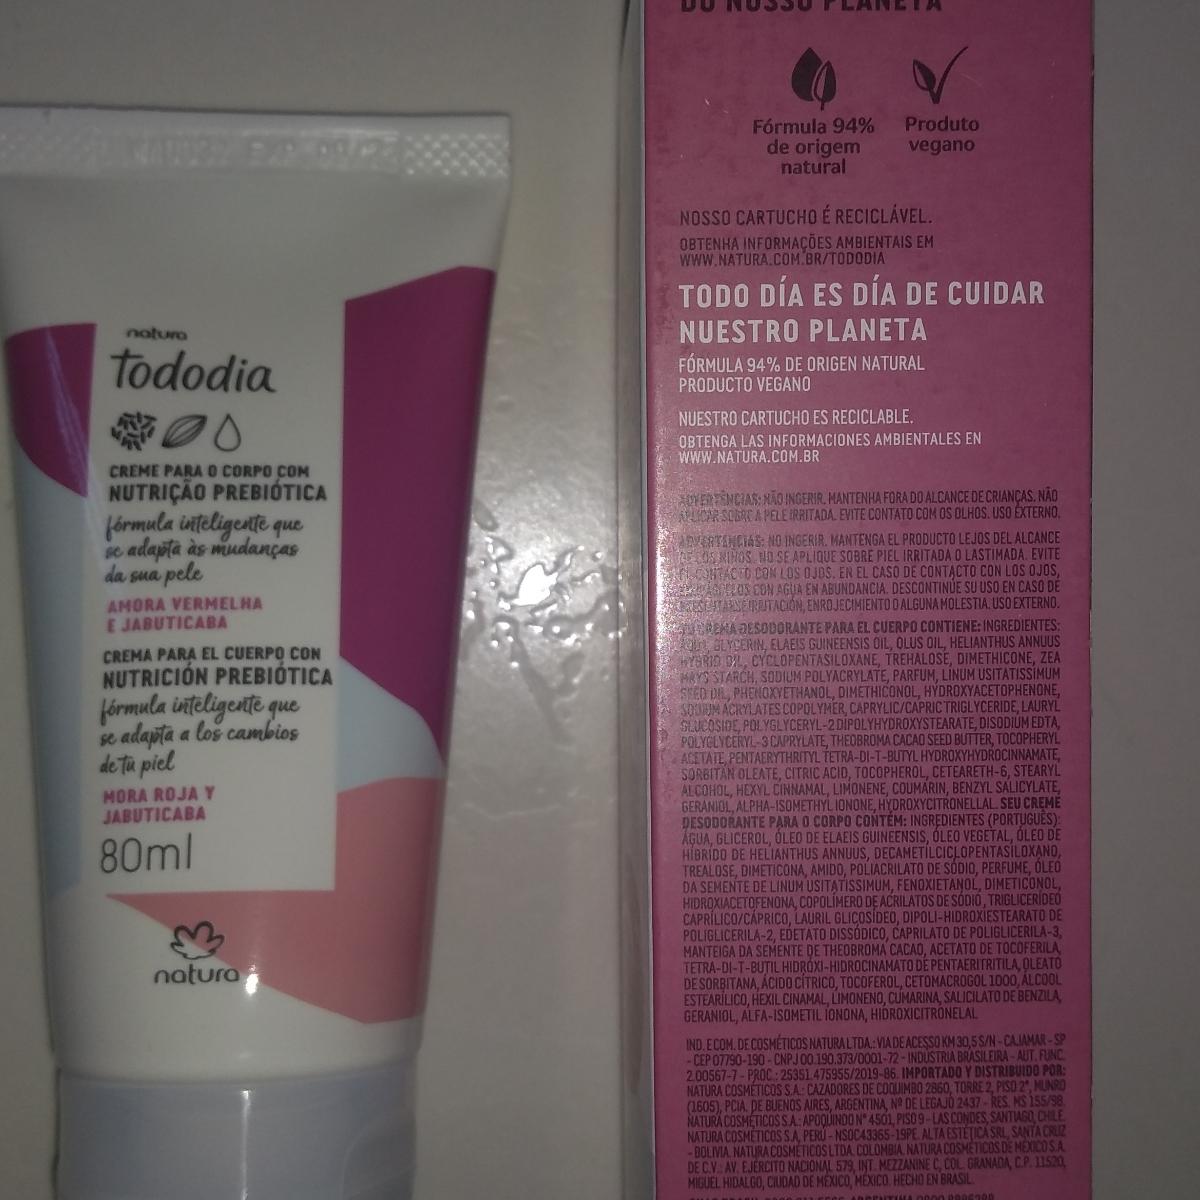 natura
Tododia
CREME PARA O CORPO COM
NUTRIÇÃO PREBIÓTICA
fórmula inteligente que
se adapta às mudanças
da sua pele
AMORA VERMELHA
E JABUTICABA
CREMA PARA EL CUERPO CON
NUTRICIÓN PREBIÓTICA
fórmula inteligente que
se adapta a los cambios
de tu piel
MORA ROJA Y
JABUTICABA
80ml
natura
DO NOSSO PLANETA
Fórmula 94%
de origem
natural
Produto
vegano
NOSSO CARTUCHO É RECICLÁVEL.
OBTENHA INFORMAÇÕES AMBIENTAIS EM
WWW.NATURA.COM.BR/TODODIA
TODO DÍA ES DÍA DE CUIDAR
NUESTRO PLANETA
FÓRMULA 94% DE ORIGEN NATURAL
PRODUCTO VEGANO
NUESTRO CARTUCHO ES RECICLABLE.
OBTENGA LAS INFORMACIONES AMBIENTALES EN
WWW.NATURA.COM.BR
ADVERTÊNCIAS: NÃO INGERIR. MANTENHA FORA DO ALCANCE DE CRIANÇAS. NÃO
APLICAR SOBRE A PELE IRRITADA. EVITE CONTATO COM OS OLHOS. USO EXTERNO.
ADVERTENCIAS: NO INGERIR. MANTENGA EL PRODUCTO LEJOS DEL ALCANCE
DE LOS NIÑOS. NO SE APLIQUE SOBRE PIEL IRRITADA O LASTIMADA. EVITE
EL CONTACTO CON LOS OJOS. EN EL CASO DE CONTACTO CON LOS OJOS,
CON AGUA EN ABUNDANCIA. DESCONTINÚE SU USO EN CASO DE
IRRITACIÓN, ENROJECIMIENTO O ALGUNA MOLESTIA. USO EXTERNO.
TU CREMA DESODORANTE PARA EL CUERPO CONTIENE: INGREDIENTES:
AQUA, GLYCERIN, ELAEIS GUINEENSIS OIL, OLUS OIL, HELIANTHUS ANNUUS
HYBRID OIL, CYCLOPENTASILOXANE, TREHALOSE, DIMETHICONE, ZEA
MAYS STARCH, SODIUM POLYACRYLATE, PARFUM, LINUM USITATISSIMUM
SEED OIL, PHENOXYETHANOL, DIMETHICONOL, HYDROXYACETOPHENONE,
SODIUM ACRYLATES COPOLYMER, CAPRYLIC/CAPRIC TRIGLYCERIDE, LAURYL
GLUCOSIDE, POLYGLYCERYL-2 DIPOLYHYDROXYSTEARATE, DISODIUM EDTA,
POLYGLYCERYL-3 CAPRYLATE, THEOBROMA CACAO SEED BUTTER, TOCOPHERYL
ACETATE, PENTAERYTHRITYL TETRA-DI-T-BUTYL HYDROXYHYDROCINNAMATE,
SORBITAN OLEATE, CITRIC ACID, TOCOPHEROL, CETEARETH-6, STEARYL
ALCOHOL, HEXYL CINNAMAL, LIMONENE, COUMARIN, BENZYL SALICYLATE,
GERANIOL, ALPHA-ISOMETHYL IONONE, HYDROXYCITRONELLAL. SEU CREME
DESODORANTE PARA O CORPO CONTÉM: INGREDIENTES (PORTUGUÊS):
ÁGUA, GLICEROL, ÓLEO DE ELAEIS GUINEENSIS, ÓLEO VEGETAL, ÓLEO DE
HÍBRIDO DE HELIANTHUS ANNUUS, DECAMETILCICLOPENTASILOXANO,
TREALOSE, DIMETICONA, AMIDO, POLIACRILATO DE SÓDIO, PERFUME, ÓLEO
DA SEMENTE DE LINUM USITATISSIMUM, FENOXIETANOL, DIMETICONOL,
HIDROXIACETOFENONA, COPOLÍMERO DE ACRILATOS DE SÓDIO, TRIGLICERÍDEO
CAPRÍLICO/CÁPRICO, LAURIL GLICOSÍDEO, DIPOLI-HIDROXIESTEARATO DE
POLIGLICERILA-2, EDETATO DISSÓDICO, CAPRILATO DE POLIGLICERILA-3,
MANTEIGA DA SEMENTE DE THEOBROMA CACAO, ACETATO DE TOCOFERILA,
TETRA-DI-T-BUTIL HIDRÓXI-HIDROCINAMATO DE PENTAERITRITILA, OLEATO
DE SORBITANA, ÁCIDO CÍTRICO, TOCOFEROL, CETOMACROGOL 1000, ÁLCOOL
ESTEARÍLICO, HEXIL CINAMAL, LIMONENO, CUMARINA, SALICILATO DE BENZILA,
GERANIOL, ALFA-ISOMETIL IONONA, HIDROXICITRONELAL
IND. E COM. DE COSMÉTICOS NATURA LTDA.: VIA DE ACESSO KM 30,5 S/N - CAJAMAR - SP
- CEP 07790-190 - CNPJ 00.190.373/0001-72 - INDÚSTRIA BRASILEIRA - AUT. FUNC.
2.00567-7 - PROC.: 25351.475955/2019-86. IMPORTADO Y DISTRIBUIDO POR:
NATURA COSMÉTICOS S.A.: CAZADORES DE COQUIMBO 2860, TORRE 2, PISO 2°, MUNRO
(1605), PCIA. DE BUENOS AIRES, ARGENTINA, Nº DE LEGAJO 2437 - RES. MS 155/98.
NATURA COSMÉTICOS S.A.: APOQUINDO Nº 4501, PISO 9 - LAS CONDES, SANTIAGO, CHILE.
NATURA COSMÉTICOS S.A, PERÚ - NSOC43365-19PE. ALTA ESTÉTICA SRL, SANTA CRUZ
- BOLIVIA. NATURA COSMÉTICOS LTDA. COLOMBIA. NATURA COSMÉTICOS DE MÉXICO S.A.
DE C.V.: AV. EJÉRCITO NACIONAL 579, INT. MEZZANINE C, COL. GRANADA, C.P. 11520,
MIGUEL HIDALGO, CIUDAD DE MÉXICO, MÉXICO. HECHO EN BRASIL.